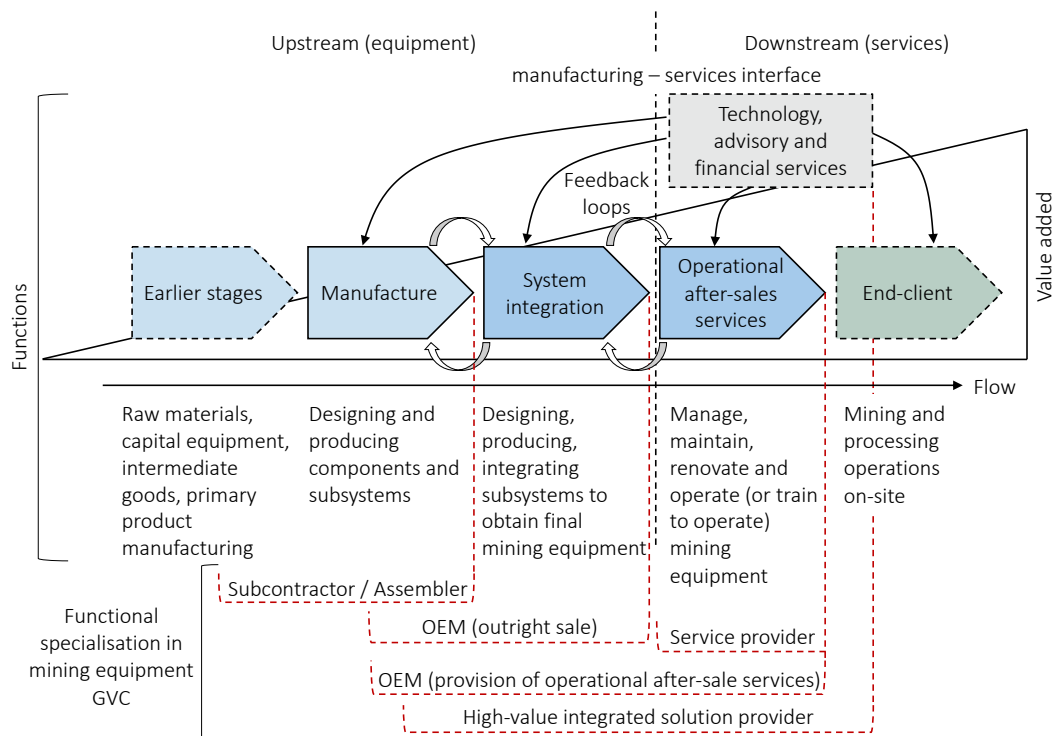 Upstream (equipment)
Downstream (services)
manufacturing – services interface
Technology,
advisory and
financial services
Feedback
loops
Functions
Value added
Earlier stages
Manufacture
System
integration
Operational
after-sales
services
End-client
Flow
Raw materials,
capital equipment,
intermediate
goods, primary
product
manufacturing
Designing and
producing
components and
subsystems
Designing,
producing,
integrating
subsystems to
obtain final
mining equipment
Manage,
maintain,
renovate and
operate (or train
to operate)
mining
equipment
Mining and
processing
operations
on-site
Functional
specialisation in
mining equipment
GVC
Subcontractor / Assembler
OEM (outright sale)
Service provider
OEM (provision of operational after-sale services)
High-value integrated solution provider